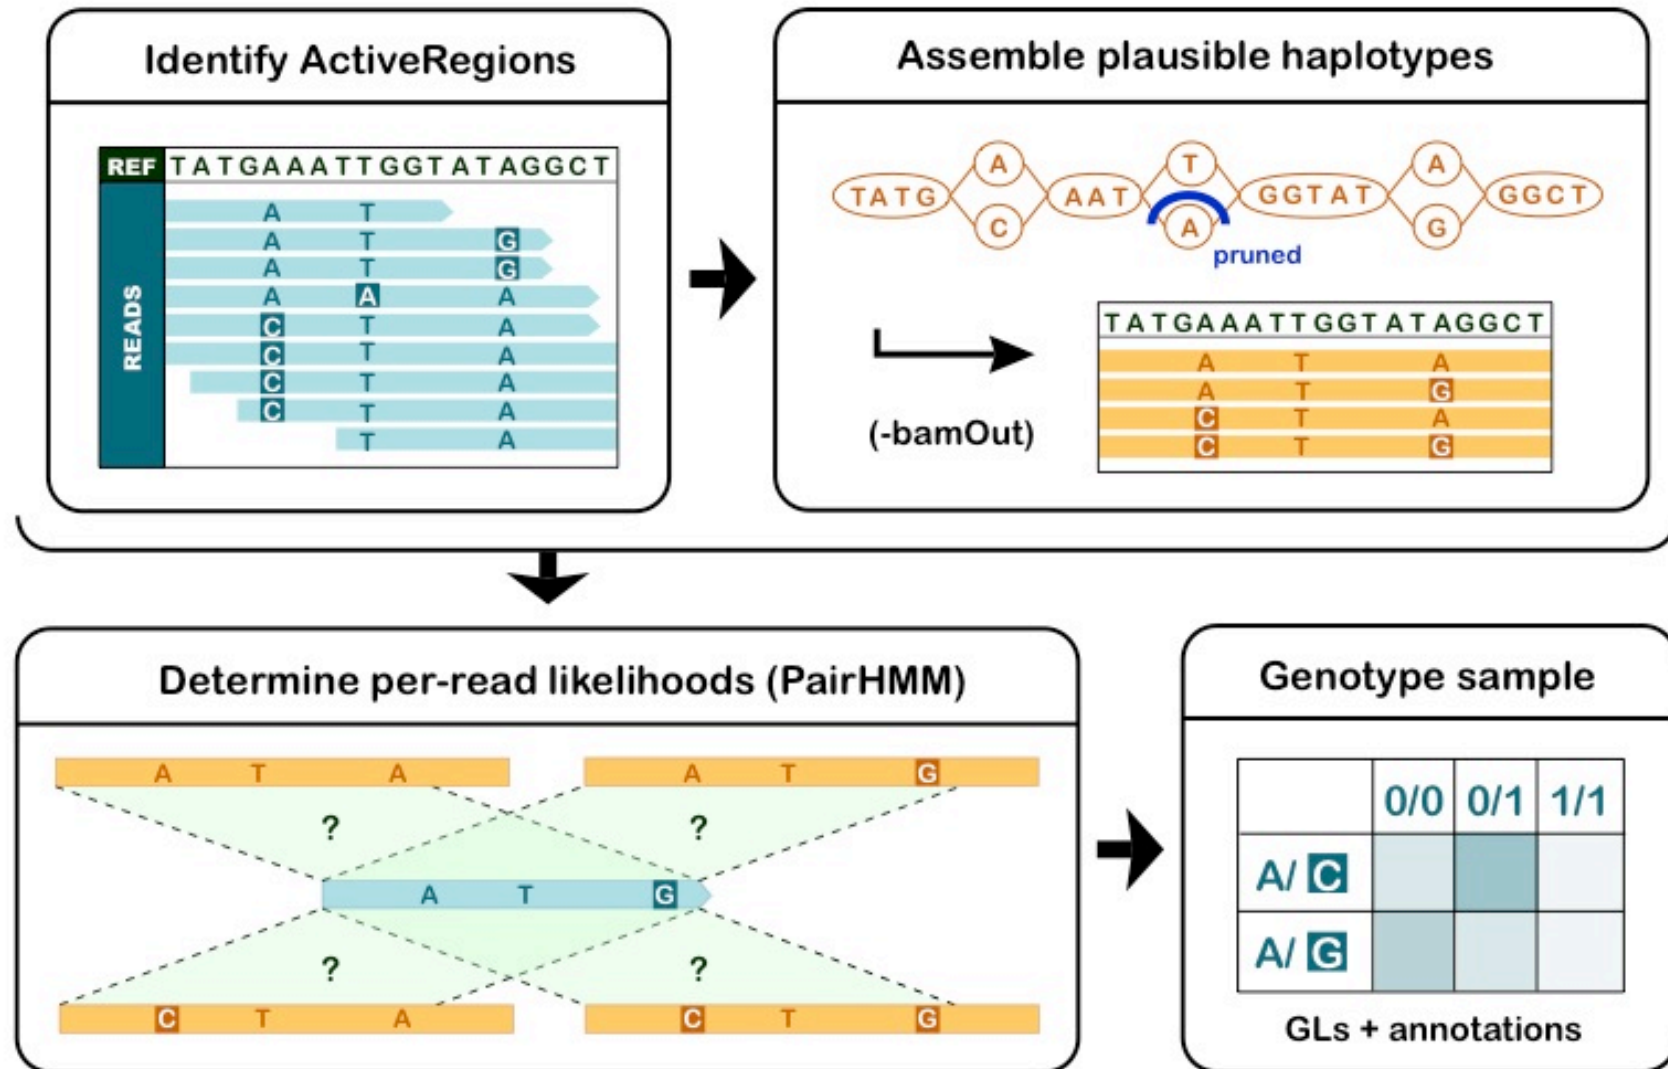 Identify ActiveRegions
REF TATGAAATTGGTATAGGCT
READS
A T
A T G
A T G
A A A
C T A
C T A
C T A
C T A
T A
Assemble plausible haplotypes
A T A
TATG AAT GGTAT GGCT
C A G
pruned
(-bamOut)
TATGAAATTGGTATAGGCT
A T A
A T G
C T A
C T G
Determine per-read likelihoods (PairHMM)
A T A A T G
? ?
A T G
? ?
C T A C T G
Genotype sample
0/0 0/1 1/1
A/ C
A/ G
GLs + annotations